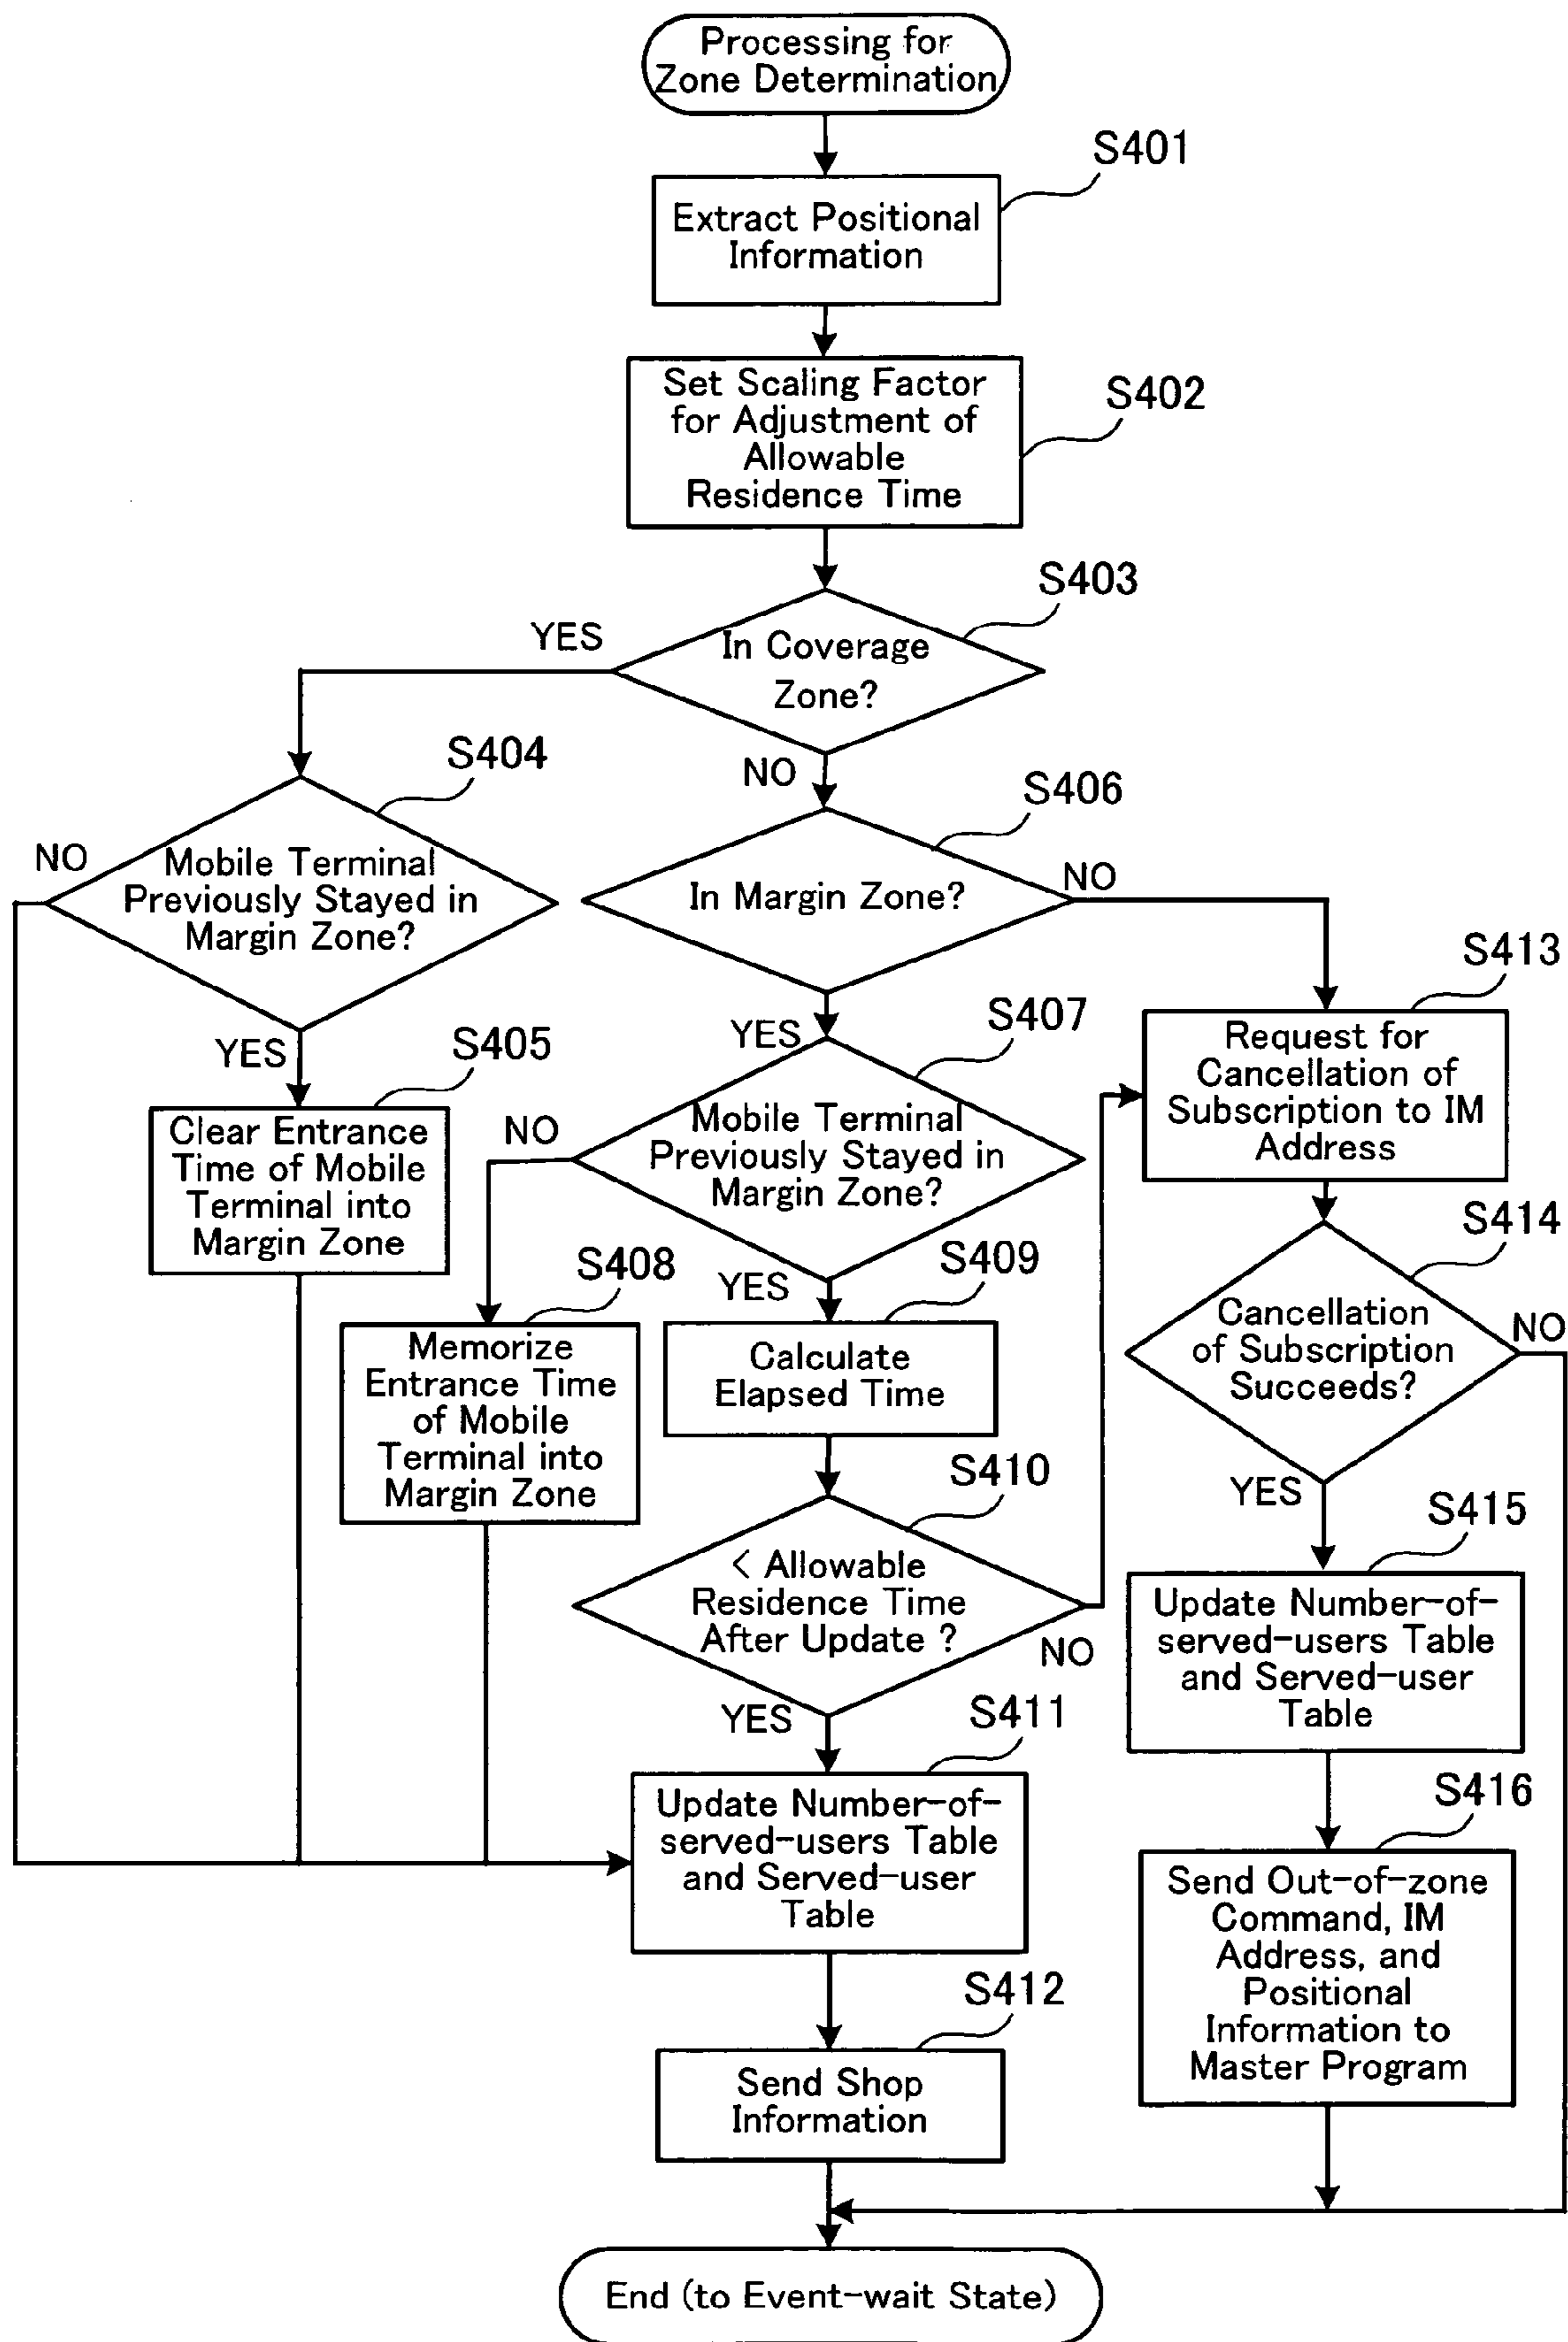 Processing for
Zone Determination
S401
Extract Positional
Information
S402
Set Scaling Factor
for Adjustment of
Allowable
Residence Time
S403
YES
In Coverage
Zone?
NO
S404
NO
Mobile Terminal
Previously Stayed in
Margin Zone?
YES
S405
Clear Entrance
Time of Mobile
Terminal into
Margin Zone
S406
In Margin Zone?
NO
YES
S407
Mobile Terminal
Previously Stayed in
Margin Zone?
NO
YES
S408
Memorize
Entrance Time
of Mobile
Terminal into
Margin Zone
S409
Calculate
Elapsed Time
S410
< Allowable
Residence Time
After Update ?
NO
YES
S411
Update Number-of-
served-users Table
and Served-user
Table
S412
Send Shop
Information
S413
Request for
Cancellation of
Subscription to IM
Address
S414
Cancellation
of Subscription
Succeeds?
NO
YES
S415
Update Number-of-
served-users Table
and Served-user
Table
S416
Send Out-of-zone
Command, IM
Address, and
Positional
Information to
Master Program
End (to Event-wait State)